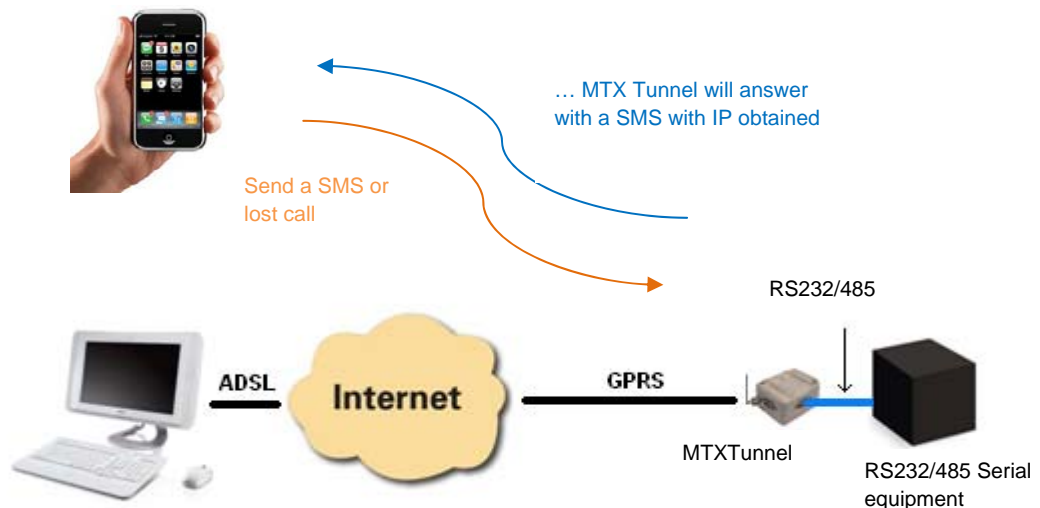 … MTX Tunnel will answer
with a SMS with IP obtained
Send a SMS or
lost call
RS232/485
ADSL
Internet
GPRS
MTXTunnel
RS232/485 Serial
equipment